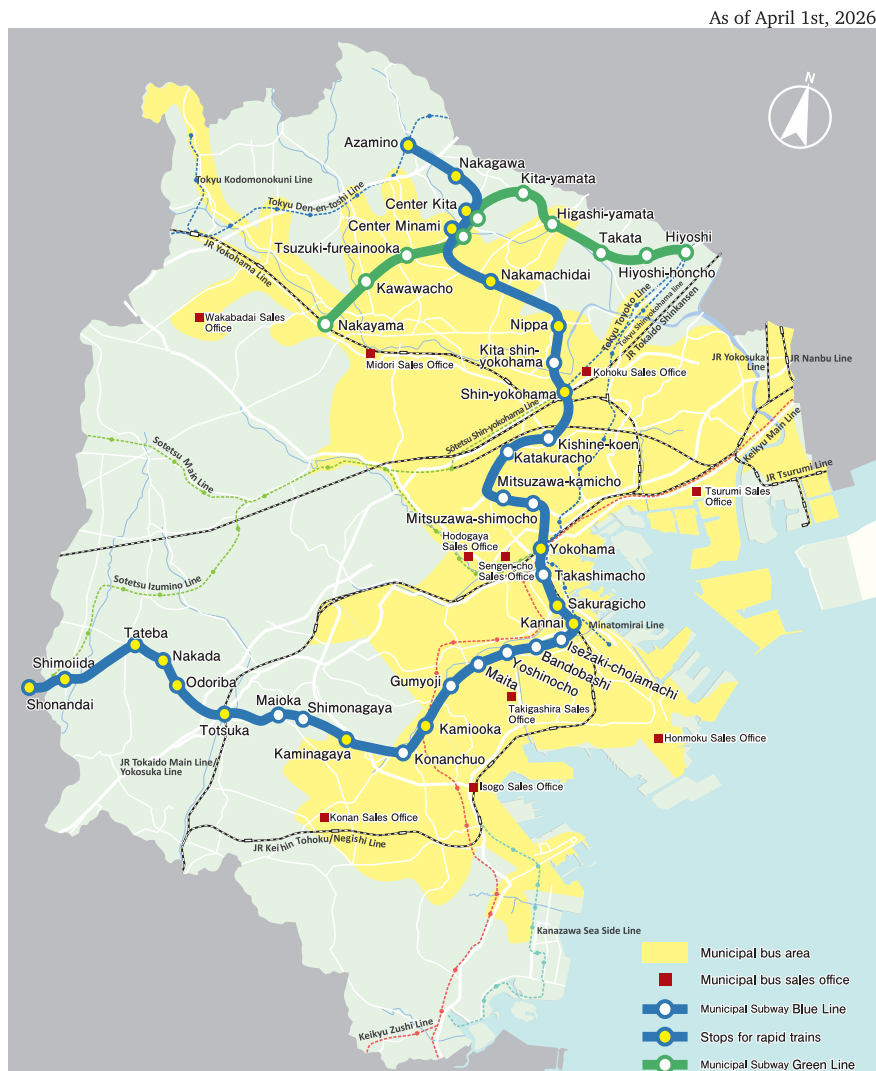 As of April 1st, 2026
N
Azamino
Nakagawa
Kita-yamata
Tokyu Kodomonokuni Line
Tokyu Den-en-toshi Line
Center Kita
Higashi-yamata
Center Minami
Takata
Hiyoshi
JR Yokohama Line
Tsuzuki-fureainooka
Hiyoshi-honcho
Kawawacho
Nakamachidai
Tokyu Toyoko Line
Tokyu Shinyokohama line
JR Tokaido Shinkansen
Wakabadai Sales
Office
Nakayama
Nippa
Midori Sales Office
Kita shin-
yokohama
JR Yokosuka
Line
JR Nanbu Line
Kohoku Sales Office
Shin-yokohama
Sotetsu Shin-yokohama Line
Keikyu Main Line
Sotetsu Main Line
Kishine-koen
Katakuracho
JR Tsurumi Line
Mitsuzawa-kamicho
Tsurumi Sales
Office
Mitsuzawa-shimocho
Hodogaya
Sales Office
Yokohama
Sengen-cho
Sales Office
Takashimacho
Sotetsu Izumino Line
Sakuragicho
Kannai
Minatomirai Line
Tateba
Isezaki-chojamachi
Shimoiida
Nakada
Bandobashi
Yoshinocho
Odoriba
Gumyoji
Maita
Shonandai
Maioka
Shimonagaya
Takigashira Sales
Office
Totsuka
Kamiooka
Honmoku Sales Office
Kaminagaya
Konanchuo
JR Tokaido Main Line/
Yokosuka Line
Isogo Sales Office
Konan Sales Office
JR Kei hin Tohoku/Negishi Line
Kanazawa Sea Side Line
Keikyu Zushi Line
Municipal bus area
Municipal bus sales office
Municipal Subway Blue Line
Stops for rapid trains
Municipal Subway Green Line